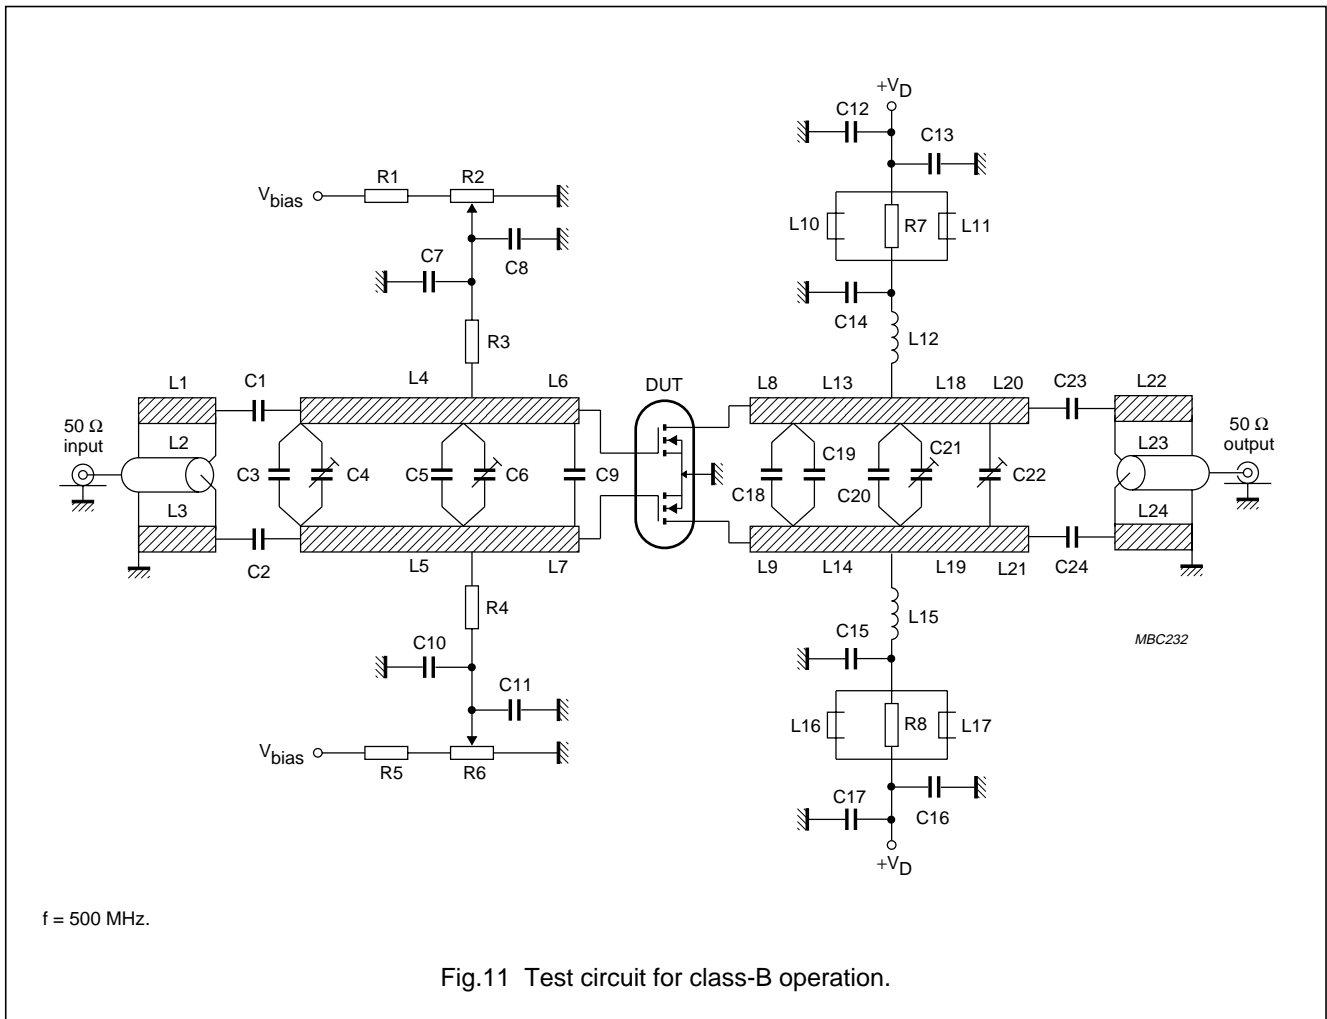 +VD
C12
C13
R1
R2
Vbias
L10
R7
L11
C7
C8
C14
R3
L12
L1
C1
L4
L6
DUT
L8
L13
L18
L20
C23
L22
50 Ω
input
L2
C3
C4
C5
C6
C9
C18
C19
C20
C21
C22
L23
50 Ω
output
L3
L24
C2
L5
L7
L9
L14
L19
L21
C24
R4
L15
C10
C15
MBC232
C11
L16
R8
L17
Vbias
R5
R6
C17
C16
+VD
f = 500 MHz.
Fig.11 Test circuit for class-B operation.